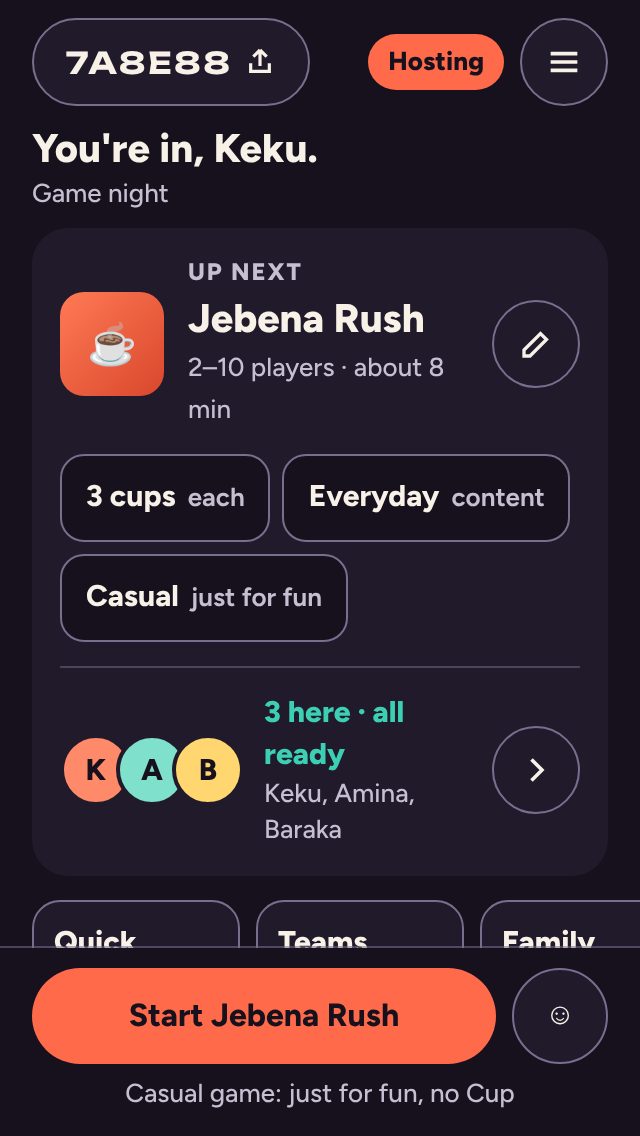 7A8E88
Hosting
You're in, Keku.
Game night
UP NEXT
Jebena Rush
2–10 players · about 8
min
3 cups each
Everyday content
Casual just for fun
K A B
3 here · all
ready
Keku, Amina,
Baraka
Quick
Teams
Family
Start Jebena Rush
Casual game: just for fun, no Cup